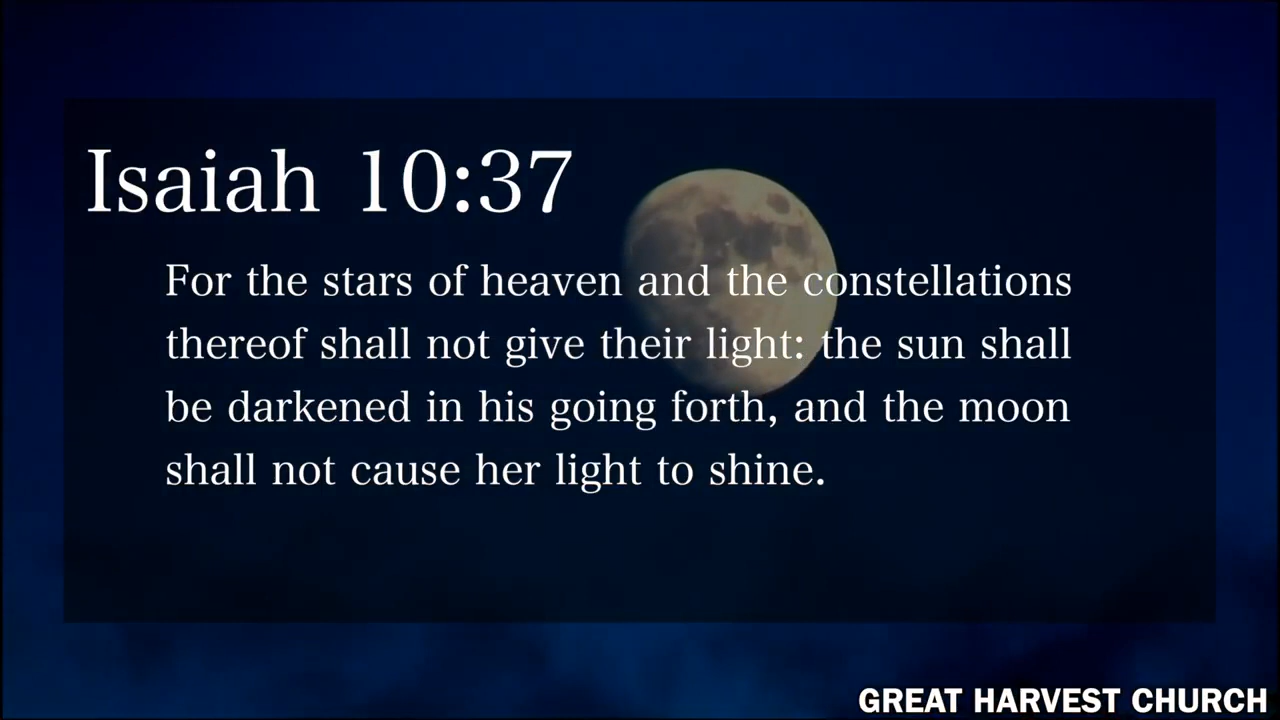 Isaiah 10:37
For the stars of heaven and the constellations
thereof shall not give their light: the sun shall
be darkened in his going forth, and the moon
shall not cause her light to shine.
GREAT HARVEST CHURCH